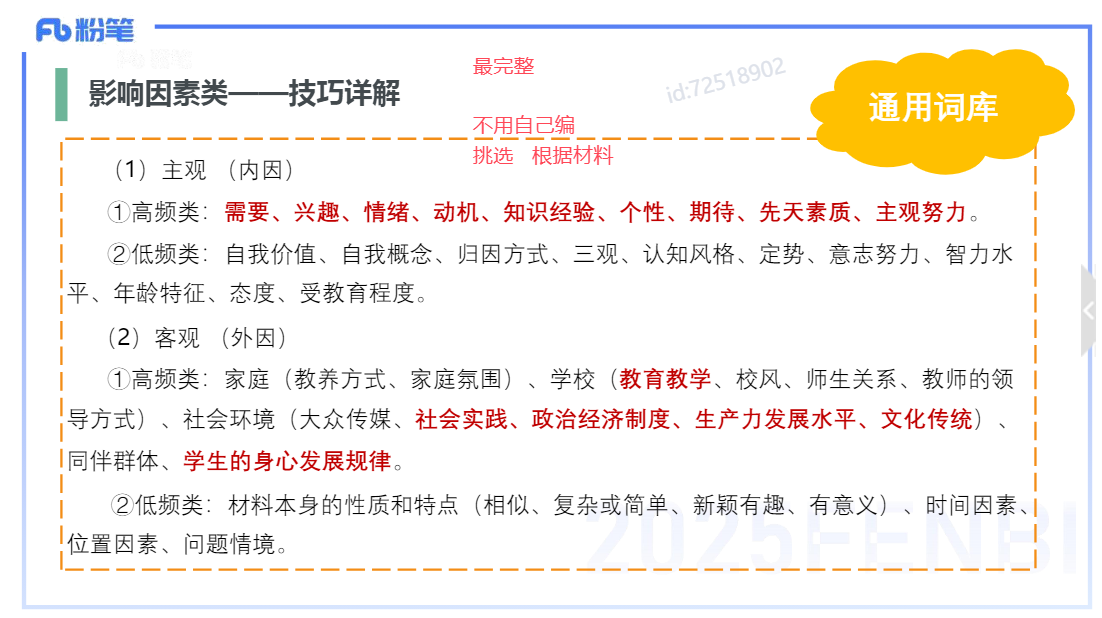 粉笔
最完整
id:72518902
影响因素类——技巧详解
通用词库
不用自己编
挑选 根据材料
（1）主观 （内因）
①高频类：需要、兴趣、情绪、动机、知识经验、个性、期待、先天素质、主观努力。
②低频类：自我价值、自我概念、归因方式、三观、认知风格、定势、意志努力、智力水
平、年龄特征、态度、受教育程度。
（2）客观 （外因）
①高频类：家庭（教养方式、家庭氛围）、学校（教育教学、校风、师生关系、教师的领
导方式）、社会环境（大众传媒、社会实践、政治经济制度、生产力发展水平、文化传统）、
同伴群体、学生的身心发展规律。
②低频类：材料本身的性质和特点（相似、复杂或简单、新颖有趣、有意义）、时间因素、
位置因素、问题情境。
2025FENBI